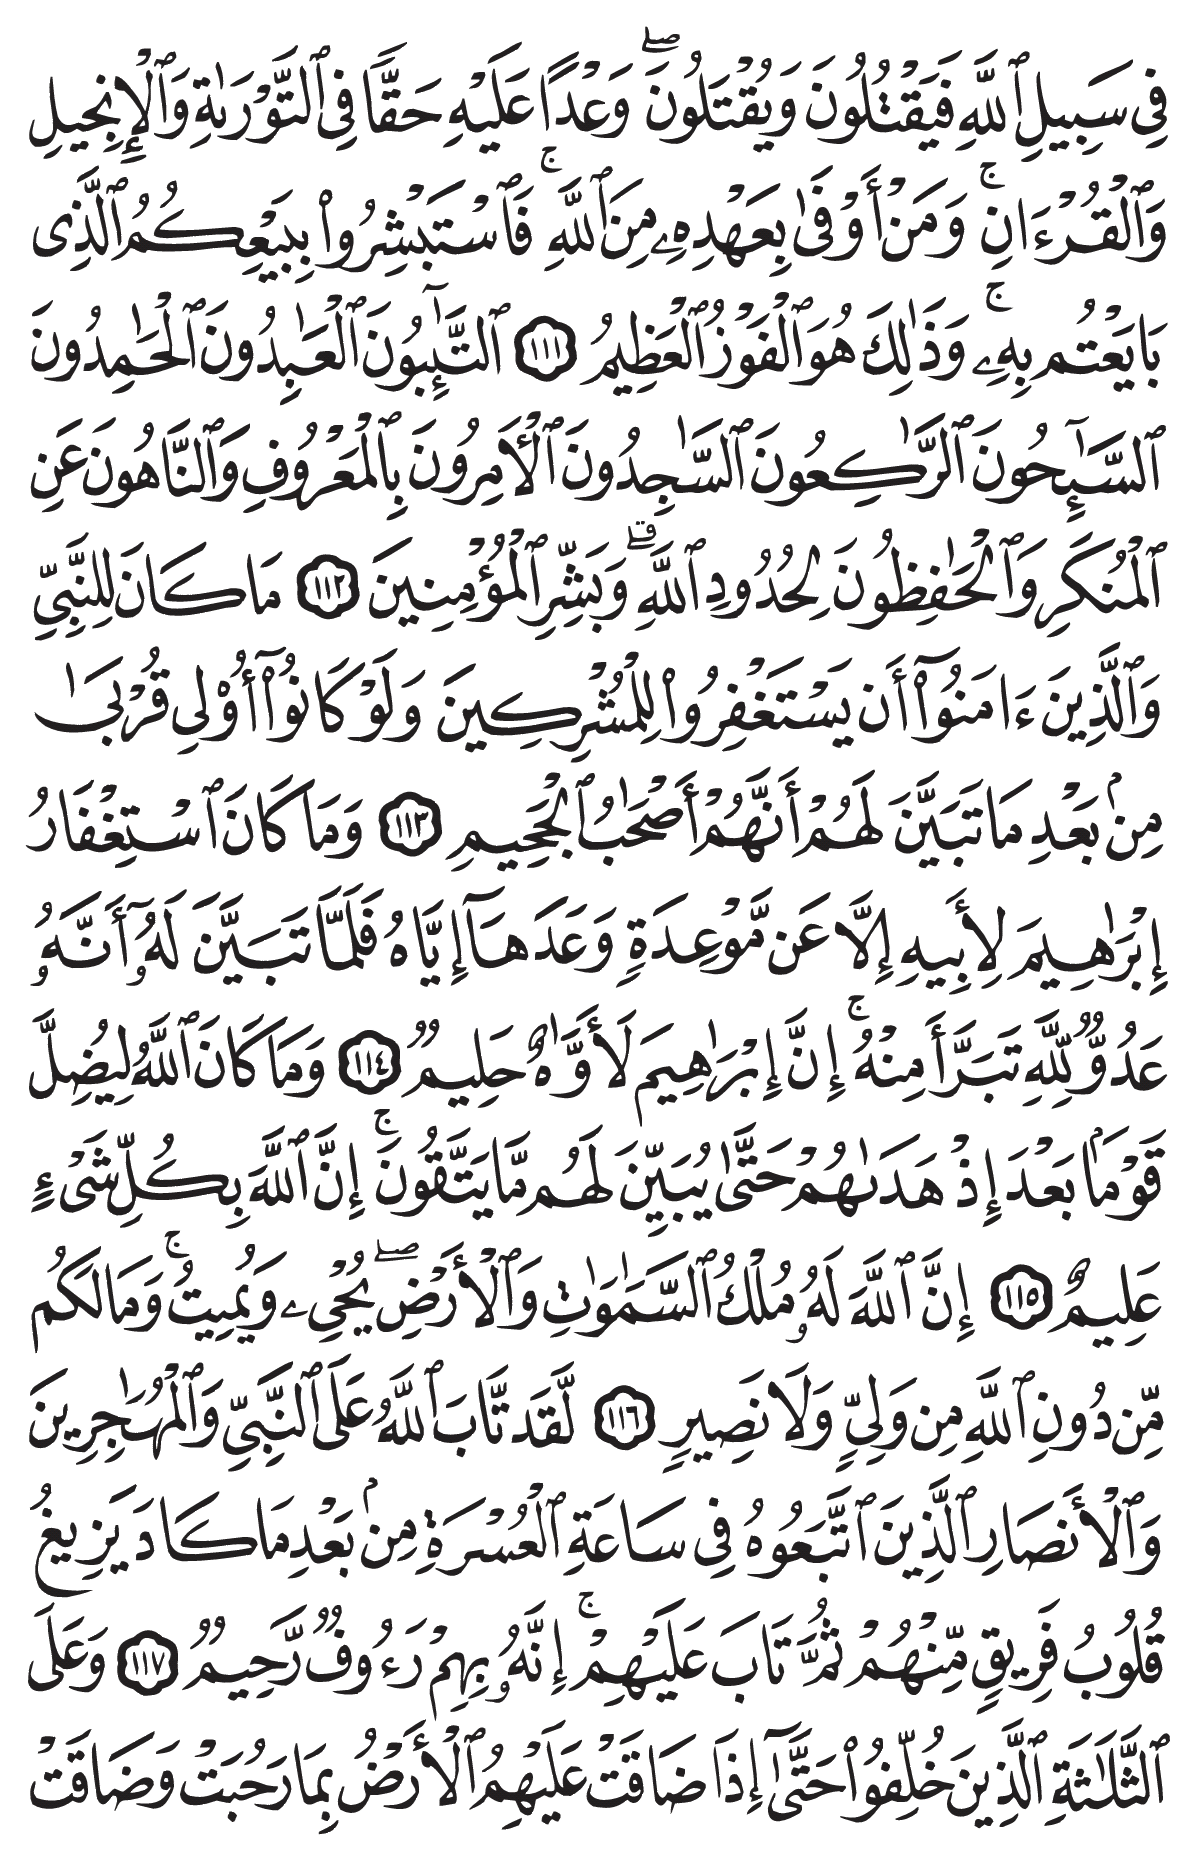 فِى سَبِيلِ ٱللَّهِ فَيَقْتُلُونَ وَيُقْتَلُونَ ۖ وَعْدًا عَلَيْهِ حَقًّا فِى ٱلتَّوْرَىٰةِ وَٱلْإِنجِيلِ
وَٱلْقُرْءَانِ ۚ وَمَنْ أَوْفَىٰ بِعَهْدِهِۦ مِنَ ٱللَّهِ ۚ فَٱسْتَبْشِرُوا۟ بِبَيْعِكُمُ ٱلَّذِى
بَايَعْتُم بِهِۦ ۚ وَذَٰلِكَ هُوَ ٱلْفَوْزُ ٱلْعَظِيمُ ١١١ ٱلتَّـٰٓئِبُونَ ٱلْعَـٰبِدُونَ ٱلْحَـٰمِدُونَ
ٱلسَّـٰٓئِحُونَ ٱلرَّٰكِعُونَ ٱلسَّـٰجِدُونَ ٱلْـَٔامِرُونَ بِٱلْمَعْرُوفِ وَٱلنَّاهُونَ عَنِ
ٱلْمُنكَرِ وَٱلْحَـٰفِظُونَ لِحُدُودِ ٱللَّهِ ۗ وَبَشِّرِ ٱلْمُؤْمِنِينَ ١١٢ مَا كَانَ لِلنَّبِىِّ
وَٱلَّذِينَ ءَامَنُوٓا۟ أَن يَسْتَغْفِرُوا۟ لِلْمُشْرِكِينَ وَلَوْ كَانُوٓا۟ أُو۟لِى قُرْبَىٰ
مِنۢ بَعْدِ مَا تَبَيَّنَ لَهُمْ أَنَّهُمْ أَصْحَـٰبُ ٱلْجَحِيمِ ١١٣ وَمَا كَانَ ٱسْتِغْفَارُ
إِبْرَٰهِيمَ لِأَبِيهِ إِلَّا عَن مَّوْعِدَةٍ وَعَدَهَآ إِيَّاهُ فَلَمَّا تَبَيَّنَ لَهُۥٓ أَنَّهُۥ
عَدُوٌّ لِّلَّهِ تَبَرَّأَ مِنْهُ ۚ إِنَّ إِبْرَٰهِيمَ لَأَوَّٰهٌ حَلِيمٌ ١١٤ وَمَا كَانَ ٱللَّهُ لِيُضِلَّ
قَوْمًۢا بَعْدَ إِذْ هَدَىٰهُمْ حَتَّىٰ يُبَيِّنَ لَهُم مَّا يَتَّقُونَ ۚ إِنَّ ٱللَّهَ بِكُلِّ شَىْءٍ
عَلِيمٌ ١١٥ إِنَّ ٱللَّهَ لَهُۥ مُلْكُ ٱلسَّمَـٰوَٰتِ وَٱلْأَرْضِ ۖ يُحْىِۦ وَيُمِيتُ ۚ وَمَا لَكُم
مِّن دُونِ ٱللَّهِ مِن وَلِىٍّ وَلَا نَصِيرٍ ١١٦ لَّقَد تَّابَ ٱللَّهُ عَلَى ٱلنَّبِىِّ وَٱلْمُهَـٰجِرِينَ
وَٱلْأَنصَارِ ٱلَّذِينَ ٱتَّبَعُوهُ فِى سَاعَةِ ٱلْعُسْرَةِ مِنۢ بَعْدِ مَا كَادَ يَزِيغُ
قُلُوبُ فَرِيقٍ مِّنْهُمْ ثُمَّ تَابَ عَلَيْهِمْ ۚ إِنَّهُۥ بِهِمْ رَءُوفٌ رَّحِيمٌ ١١٧ وَعَلَى
ٱلثَّلَـٰثَةِ ٱلَّذِينَ خُلِّفُوا۟ حَتَّىٰٓ إِذَا ضَاقَتْ عَلَيْهِمُ ٱلْأَرْضُ بِمَا رَحُبَتْ وَضَاقَتْ